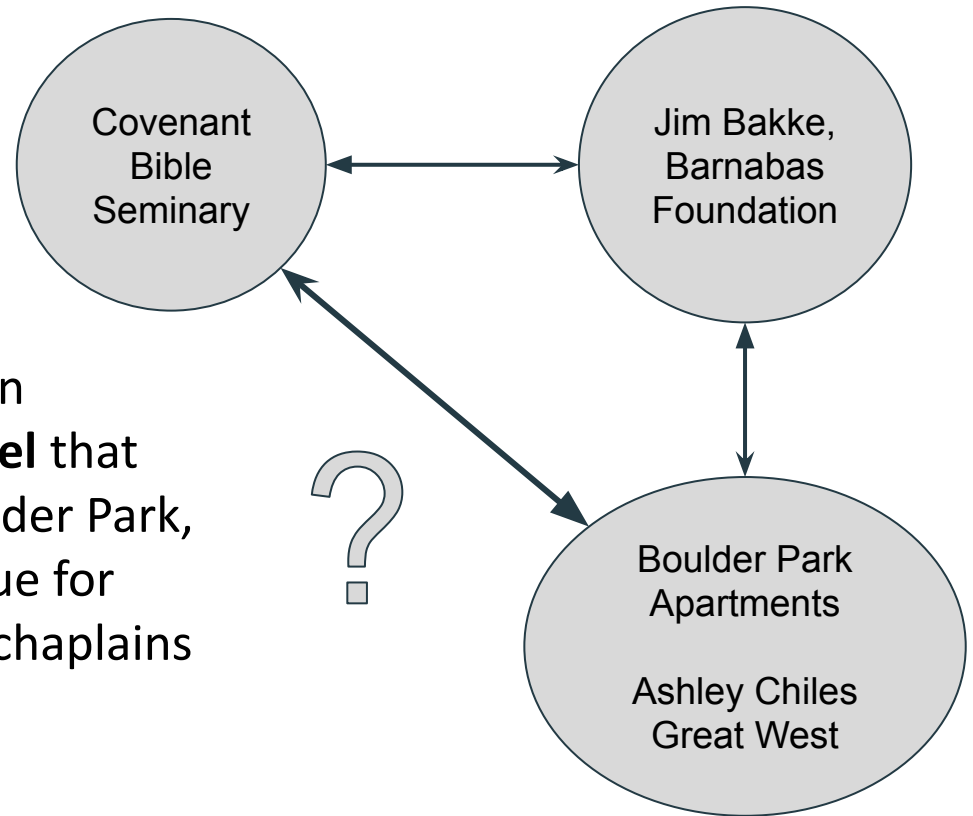 Covenant
Bible
Seminary
Jim Bakke,
Barnabas
Foundation
n
el that
der Park,
ue for
chaplains
?
Boulder Park
Apartments
Ashley Chiles
Great West